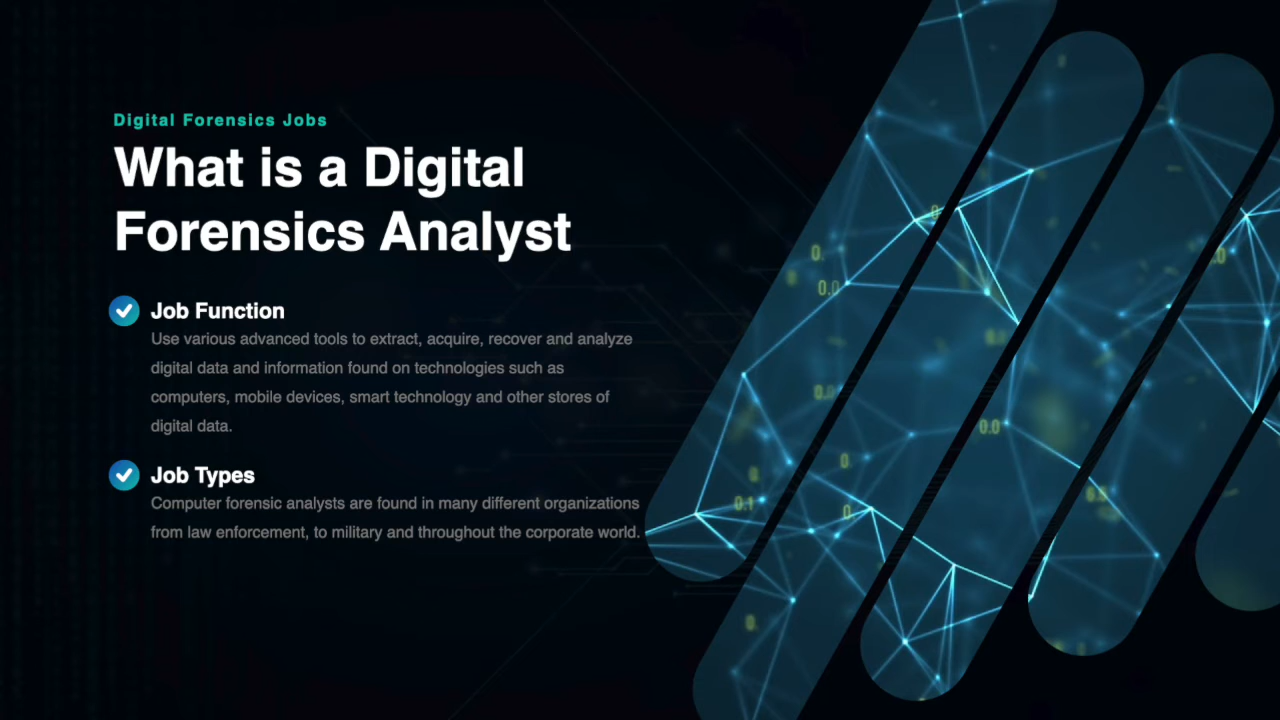 Digital Forensics Jobs
What is a Digital
Forensics Analyst
Job Function
Use various advanced tools to extract, acquire, recover and analyze
digital data and information found on technologies such as
computers, mobile devices, smart technology and other stores of
digital data.
Job Types
Computer forensic analysts are found in many different organizations
from law enforcement, to military and throughout the corporate world.